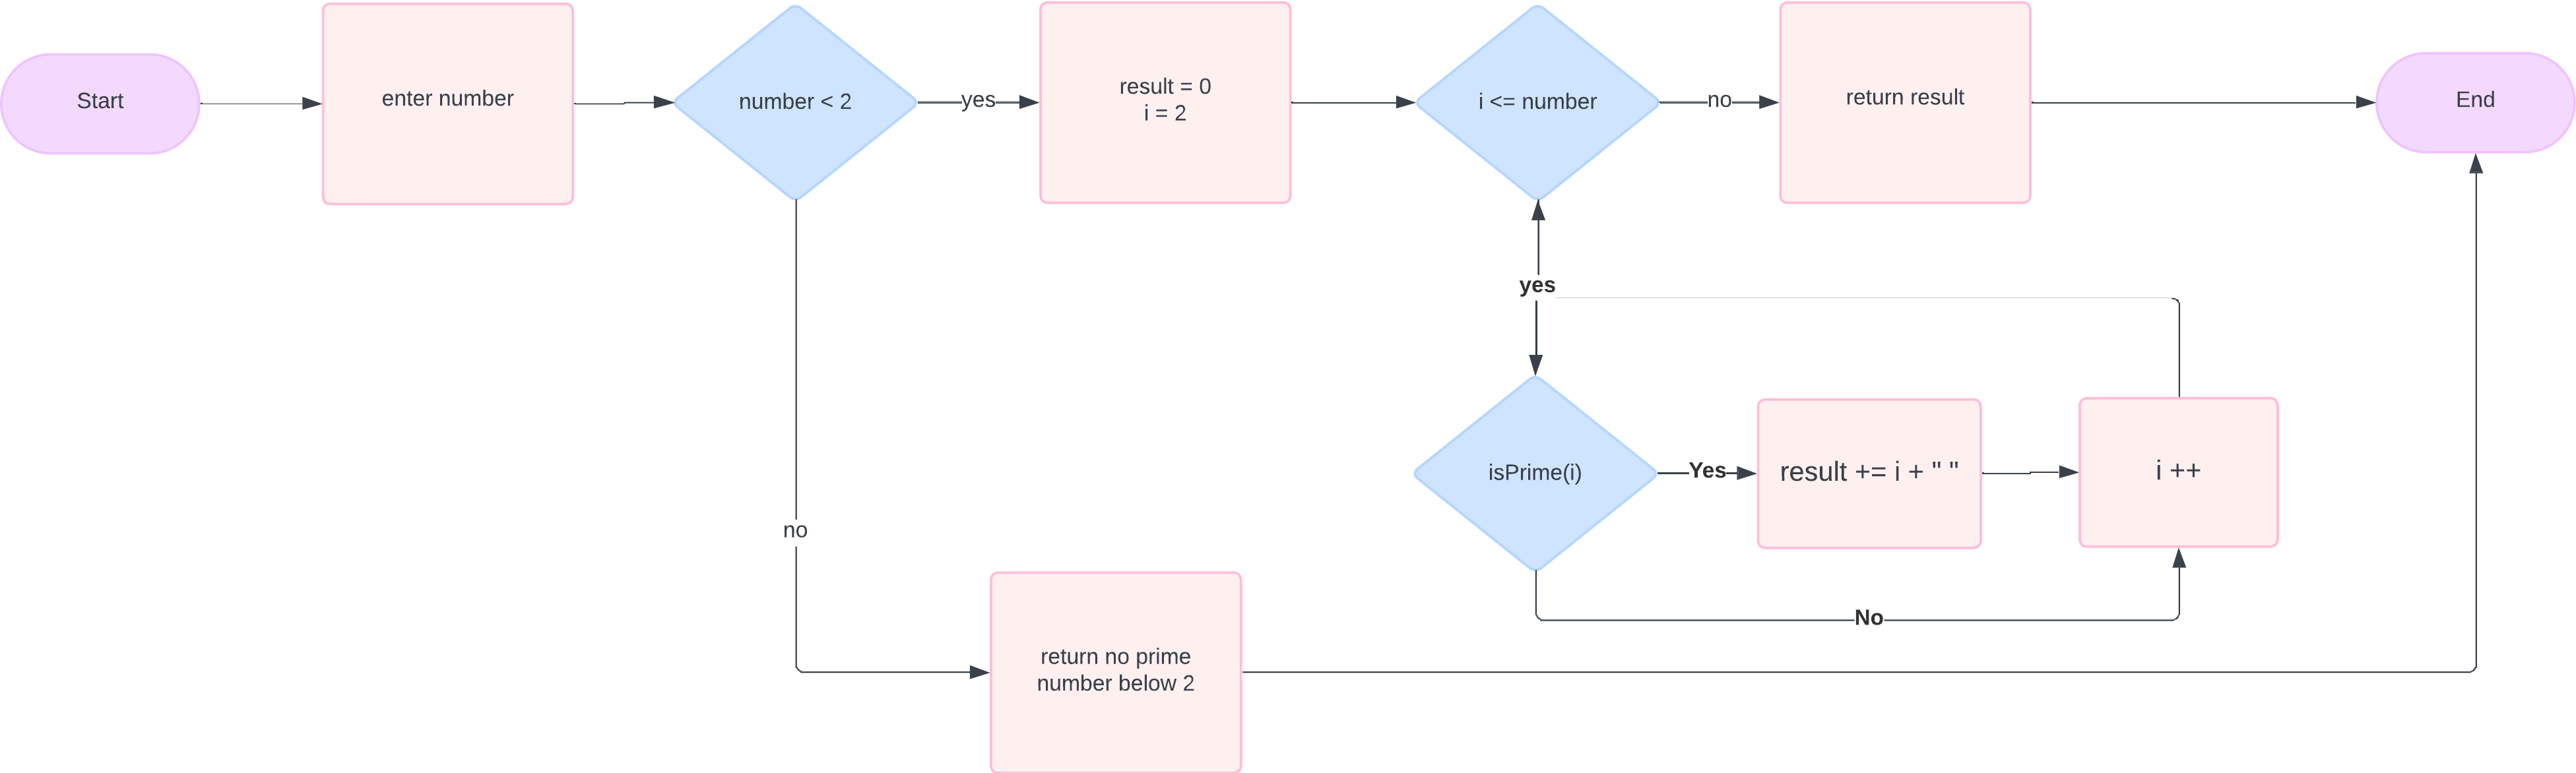 Start
enter number
number < 2
yes
result = 0
i = 2
i <= number
no
return result
End
yes
isPrime(i)
Yes
result += i + " "
i ++
no
No
return no prime
number below 2